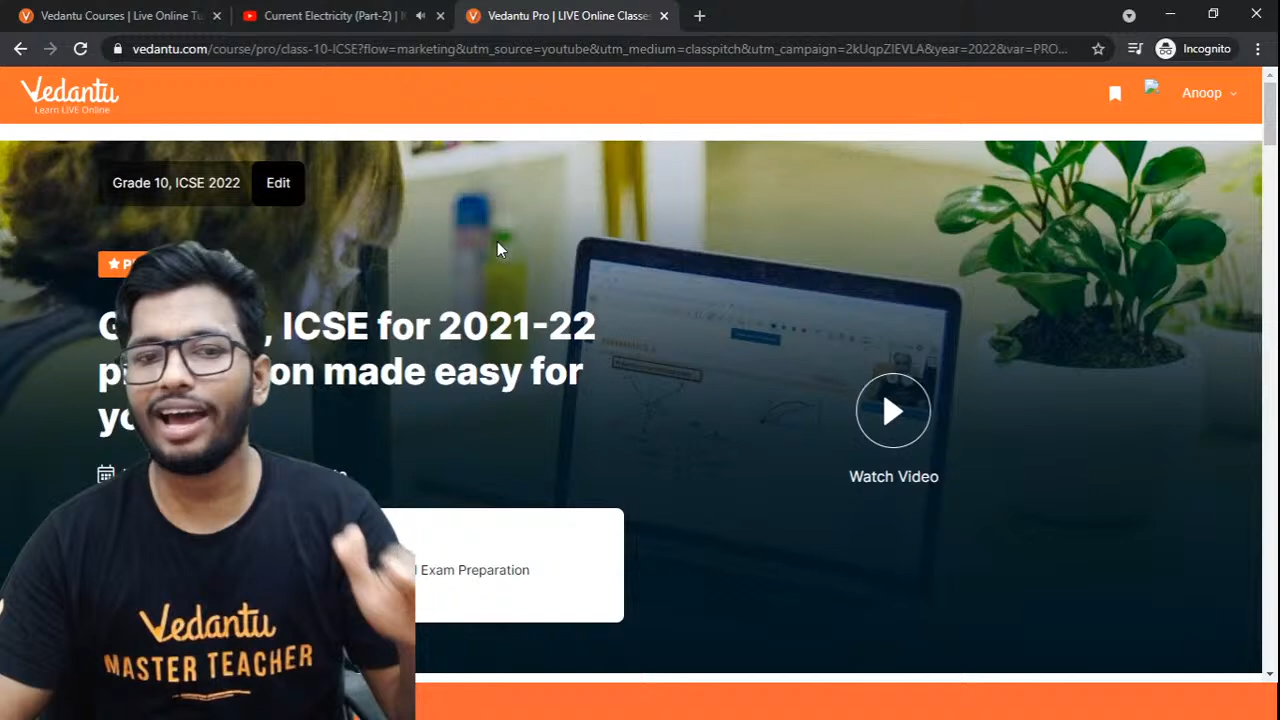 Vedantu Courses | Live Online Tu
Current Electricity (Part-2) |
Vedantu Pro | LIVE Online Classes
vedantu.com/course/pro/class-10-ICSE?flow=marketing&utm_source=youtube&utm_medium=classpitch&utm_campaign=2kUqpZIEVLA&year=2022&var=PRO...
Incognito
Vedantu
Learn LIVE Online
Anoop
Grade 10, ICSE 2022
Edit
, ICSE for 2021-22
on made easy for
Watch Video
Exam Preparation
Vedantu
MASTER TEACHER